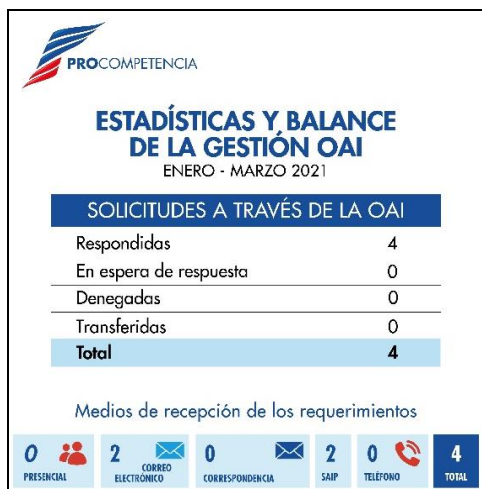 PROCOMPETENCIA
ESTADÍSTICAS Y BALANCE
DE LA GESTIÓN OAI
ENERO - MARZO 2021
SOLICITUDES A TRAVÉS DE LA OAI
Respondidas 4
En espera de respuesta 0
Denegadas 0
Transferidas 0
Total 4
Medios de recepción de los requerimientos
0 PRESENCIAL
2 CORREO ELECTRÓNICO
0 CORRESPONDENCIA
2 SAIP
0 TELÉFONO
4 TOTAL